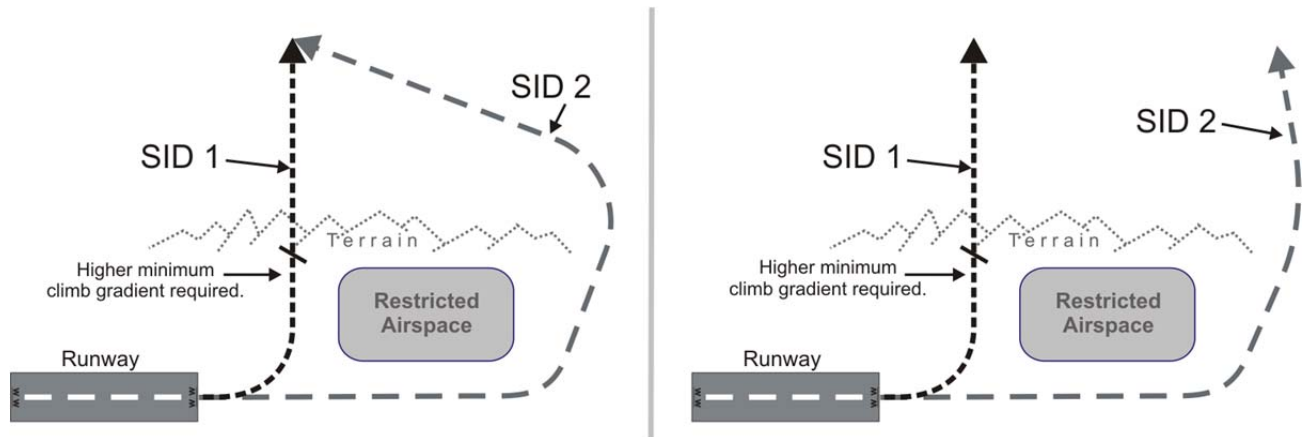 SID 2
SID 1
Terrain
Higher minimum
climb gradient required.
Restricted
Airspace
Runway
SID 2
SID 1
Terrain
Higher minimum
climb gradient required.
Restricted
Airspace
Runway